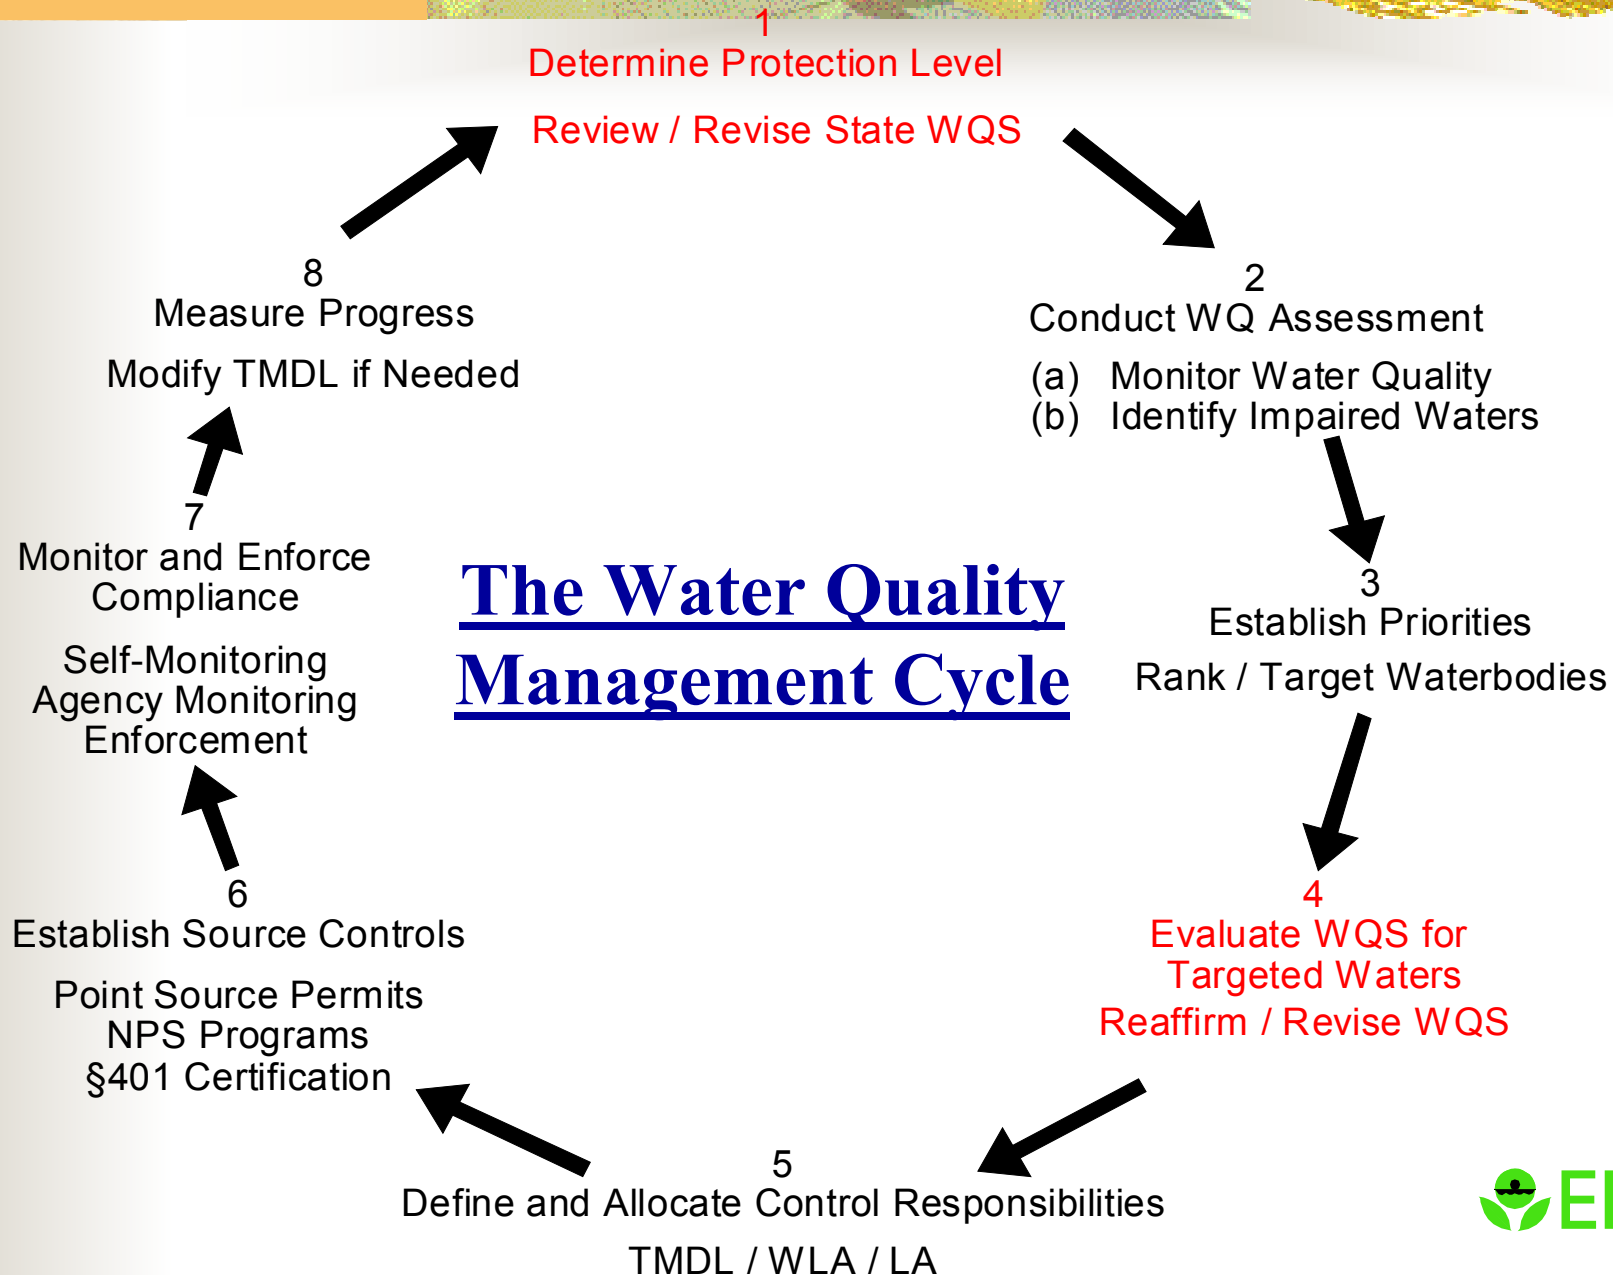 1
Determine Protection Level
Review / Revise State WQS
2
Conduct WQ Assessment
(a) Monitor Water Quality
(b) Identify Impaired Waters
3
Establish Priorities
Rank / Target Waterbodies
4
Evaluate WQS for
Targeted Waters
Reaffirm / Revise WQS
5
Define and Allocate Control Responsibilities
TMDL / WLA / LA
6
Establish Source Controls
Point Source Permits
NPS Programs
§401 Certification
7
Monitor and Enforce
Compliance
Self-Monitoring
Agency Monitoring
Enforcement
8
Measure Progress
Modify TMDL if Needed
The Water Quality
Management Cycle